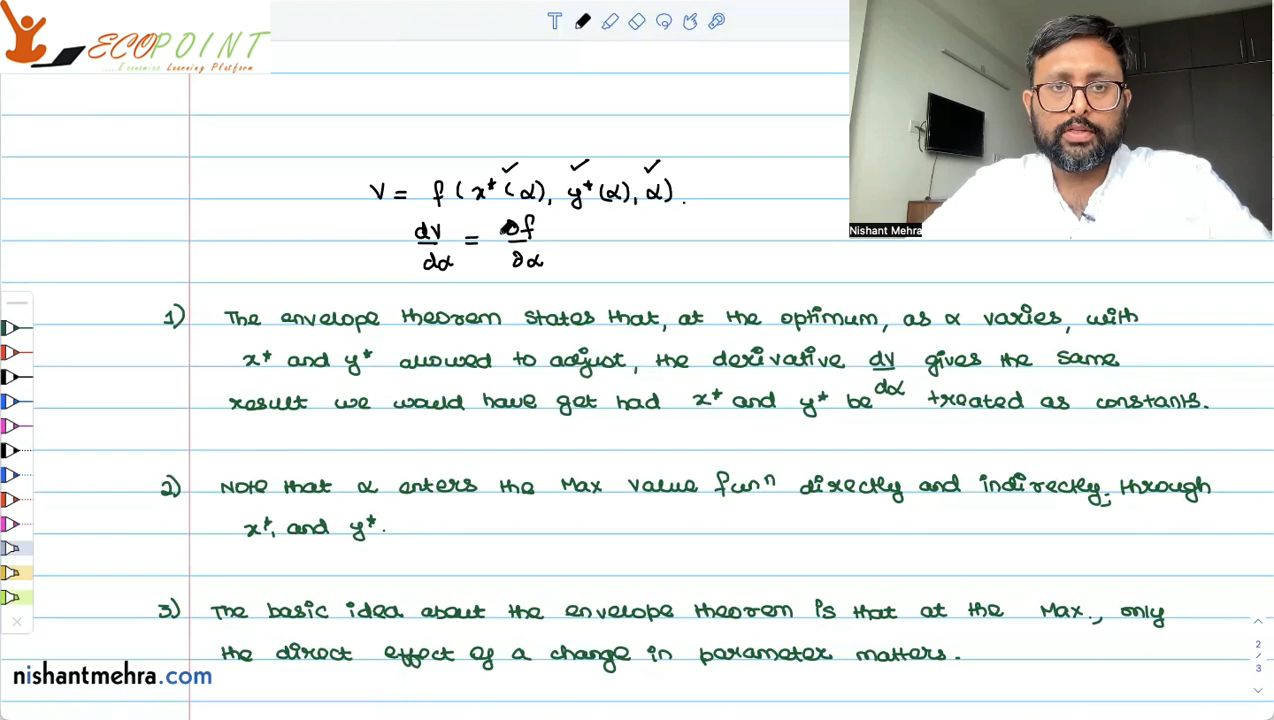 ECOPOINT
.....Economics Learning Platform
V = f ( x* (α), y* (α), α) .
dV/dα = ∂f/∂α
Nishant Mehra
1) The envelope theorem states that, at the optimum, as α varies, with
x* and y* allowed to adjust, the derivative dV/dα gives the same
result we would have get had x* and y* be treated as constants.
2) Note that α enters the Max value funⁿ directly and indirectly, through
x*, and y*.
3) The basic idea about the envelope theorem is that at the Max., only
the direct effect of a change in parameter matters.
nishantmehra.com
2
/
3